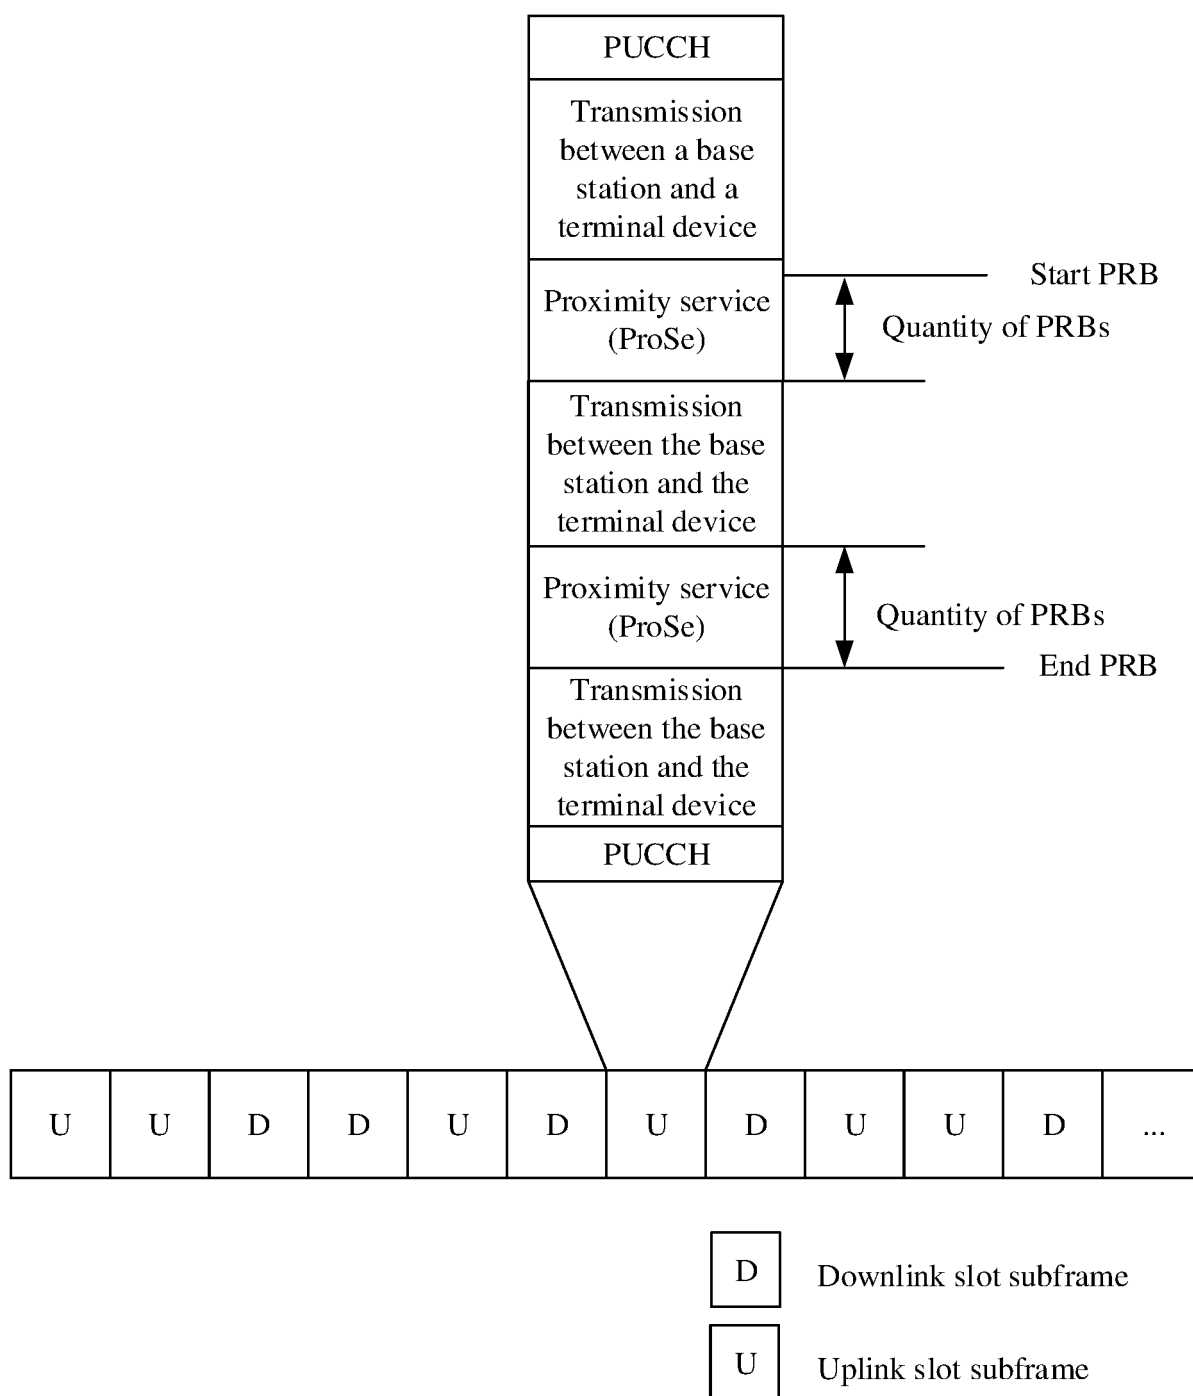 PUCCH
Transmission
between a base
station and a
terminal device
Start PRB
Proximity service
(ProSe)
Quantity of PRBs
Transmission
between the base
station and the
terminal device
Proximity service
(ProSe)
Quantity of PRBs
End PRB
Transmission
between the base
station and the
terminal device
PUCCH
U U D D U D U D U U D ...
D Downlink slot subframe
U Uplink slot subframe